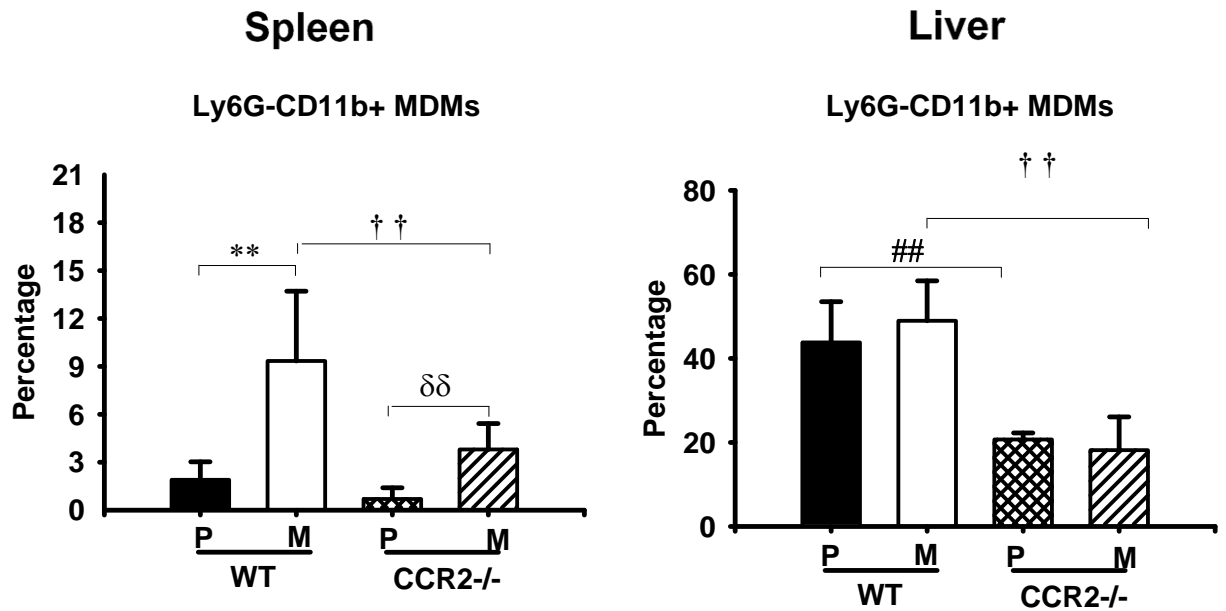 Spleen
Ly6G-CD11b+ MDMs
Percentage
21
18
15
12
9
6
3
0
**
† †
δδ
P M P M
WT CCR2-/-
Liver
Ly6G-CD11b+ MDMs
Percentage
80
60
40
20
0
† †
##
P M P M
WT CCR2-/-